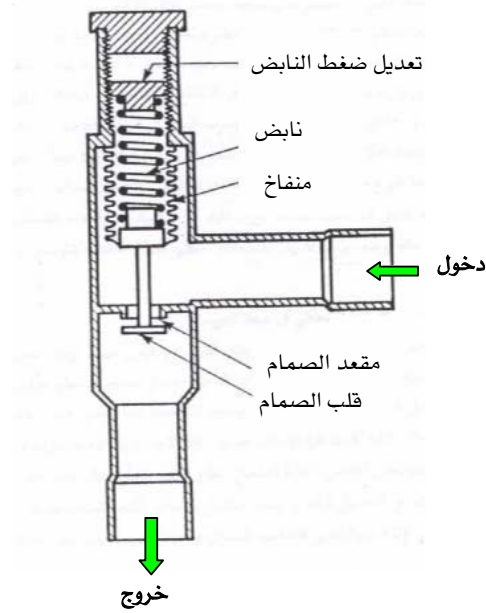 تعديل ضغط النابض
نابض
منفاخ
دخول
مقعد الصمام
قلب الصمام
خروج